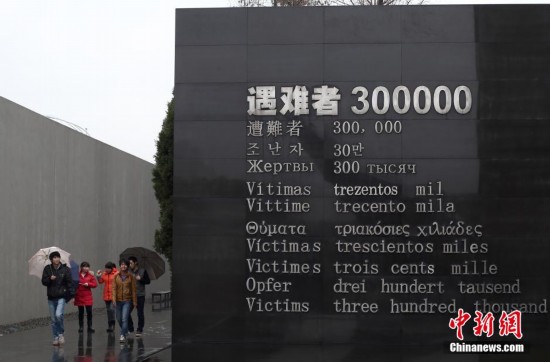 遇难者 300000
遭難者 300,000
조난자 30만
Жертвы 300 тысяч
Vítimas trezentos mil
Vittime trecento mila
Θύματα τριακόσιες χιλιάδες
Víctimas trescientos miles
Victimes trois cents mille
Opfer drei hundert tausend
Victims three hundred thousand
中新网
Chinanews.com